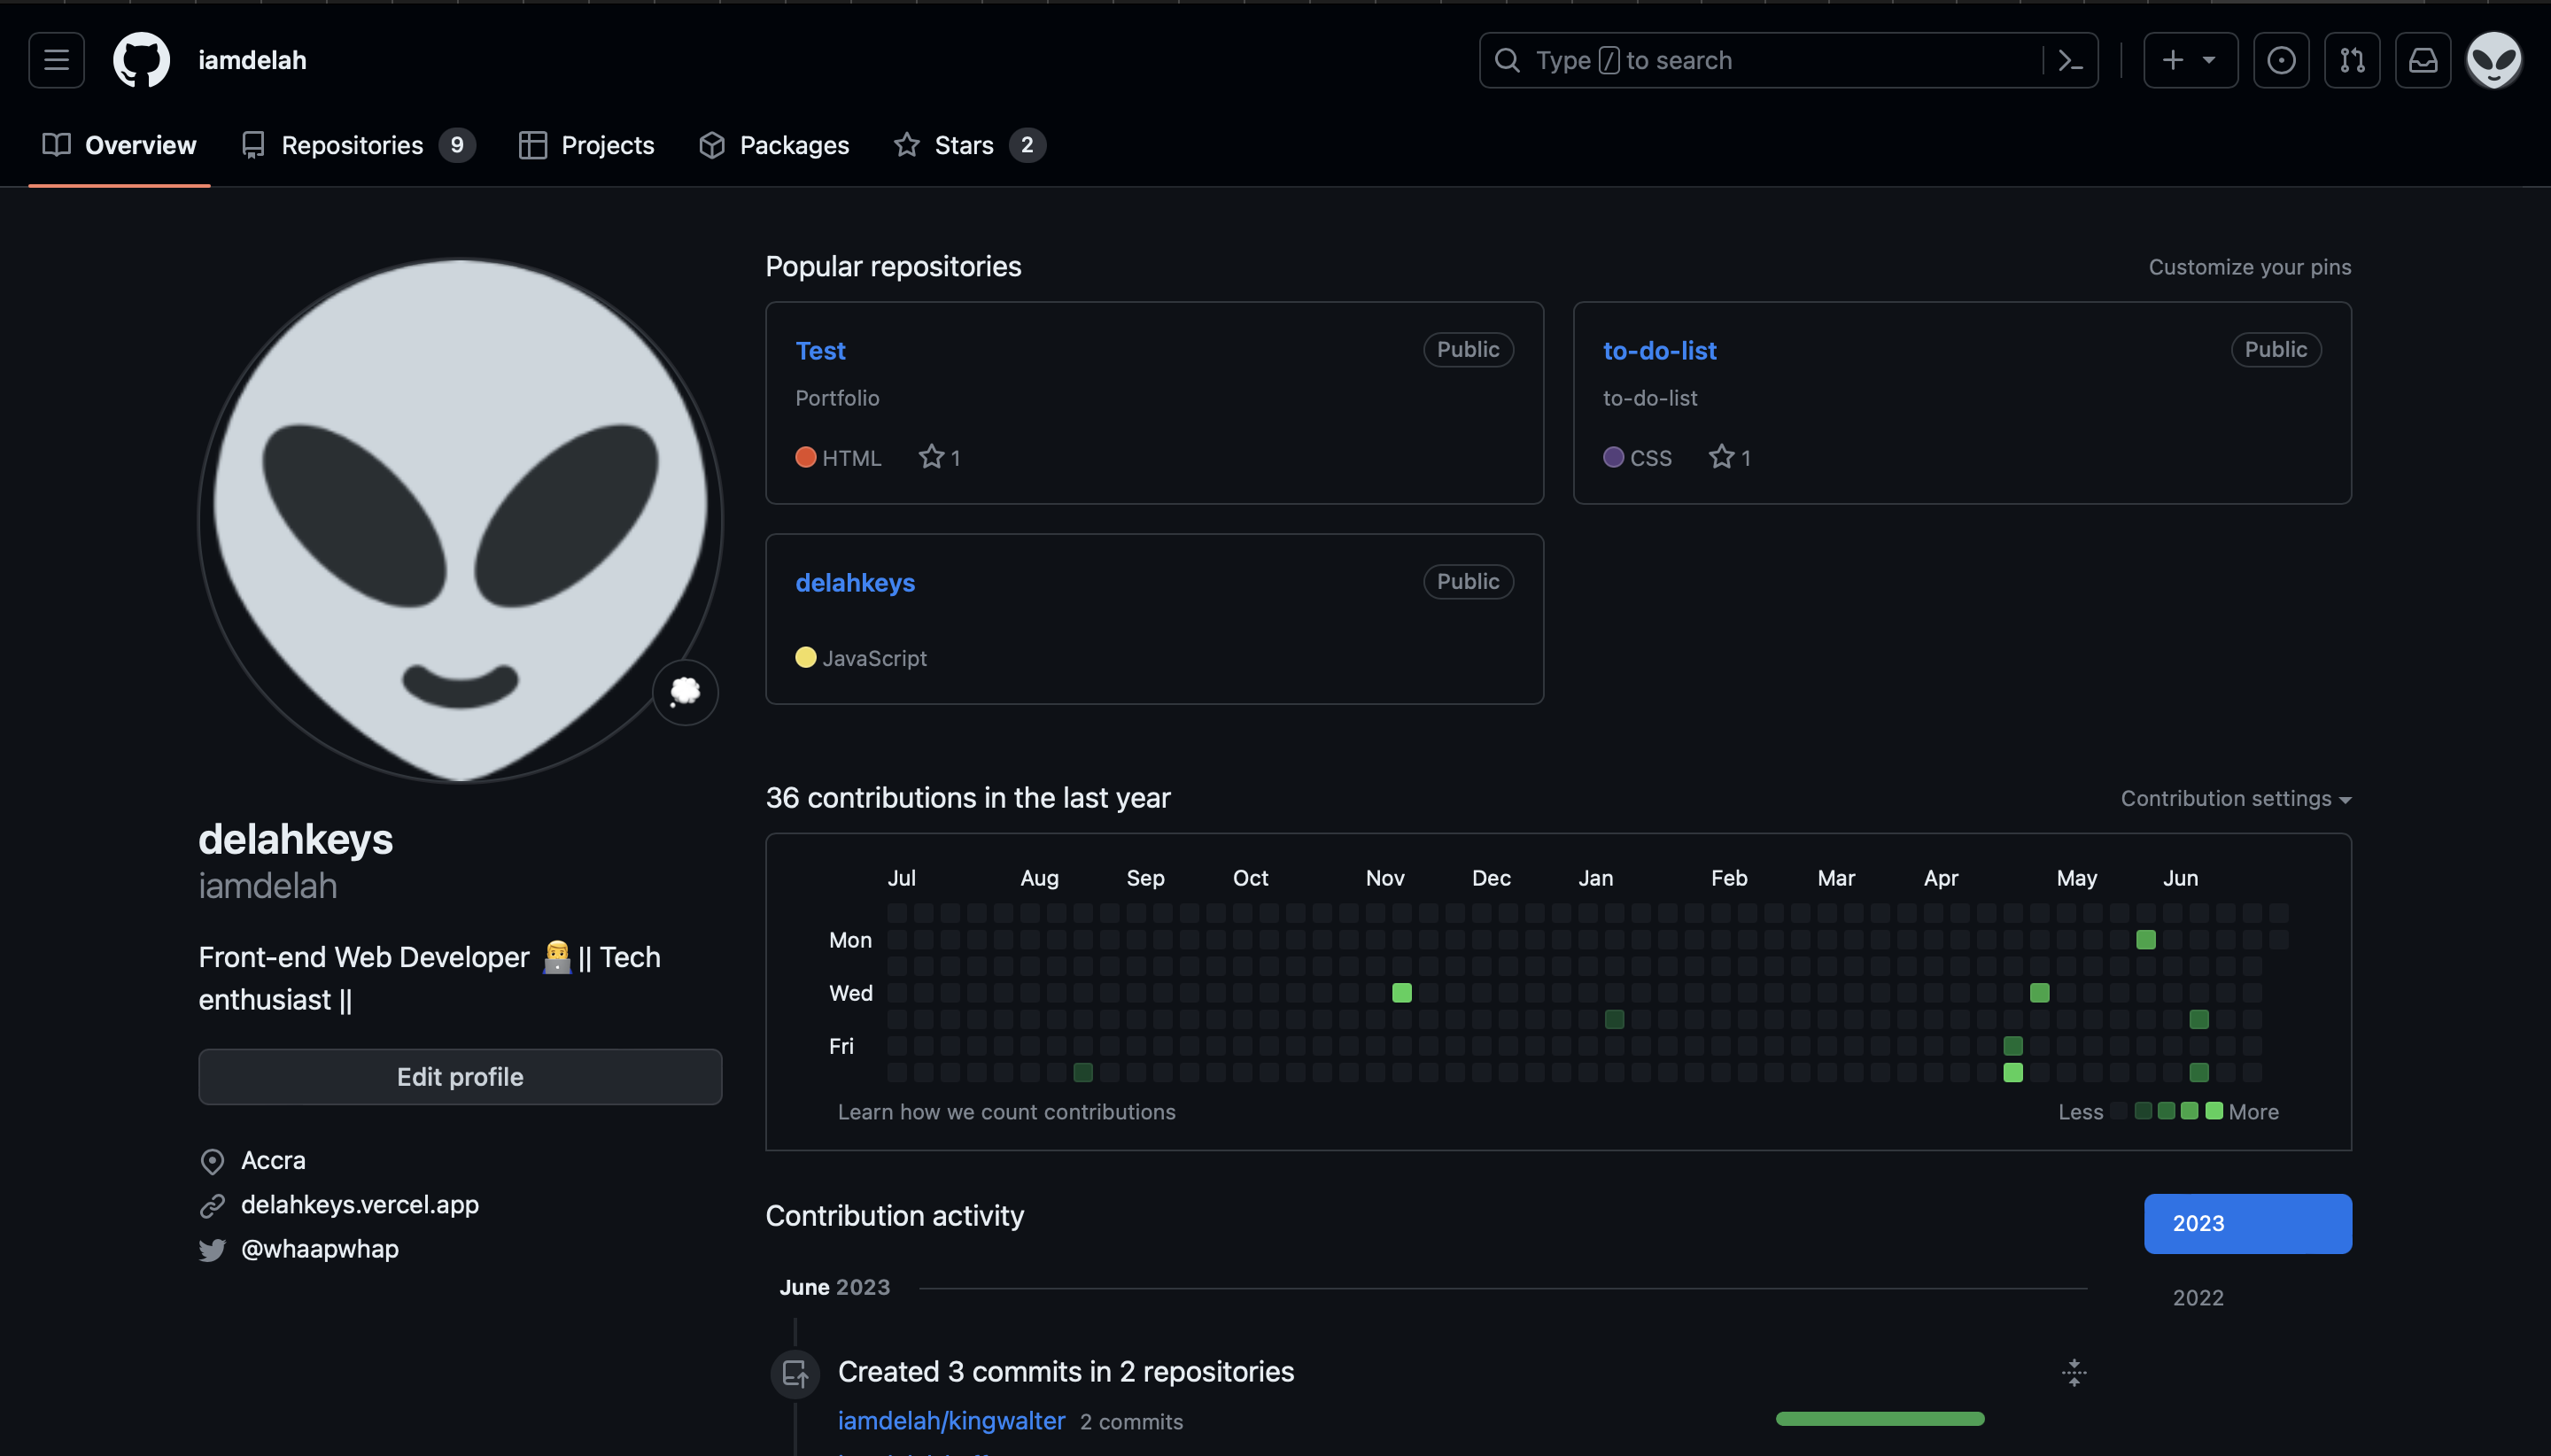 iamdelah
Type / to search
Overview
Repositories 9
Projects
Packages
Stars 2
Popular repositories
Customize your pins
Test
Public
Portfolio
HTML
1
to-do-list
Public
to-do-list
CSS
1
delahkeys
Public
JavaScript
delahkeys
iamdelah
Front-end Web Developer 👨‍💻 || Tech
enthusiast ||
Edit profile
Accra
delahkeys.vercel.app
@whaapwhap
36 contributions in the last year
Contribution settings
Jul Aug Sep Oct Nov Dec Jan Feb Mar Apr May Jun
Mon
Wed
Fri
Learn how we count contributions
Less More
Contribution activity
2023
2022
June 2023
Created 3 commits in 2 repositories
iamdelah/kingwalter 2 commits